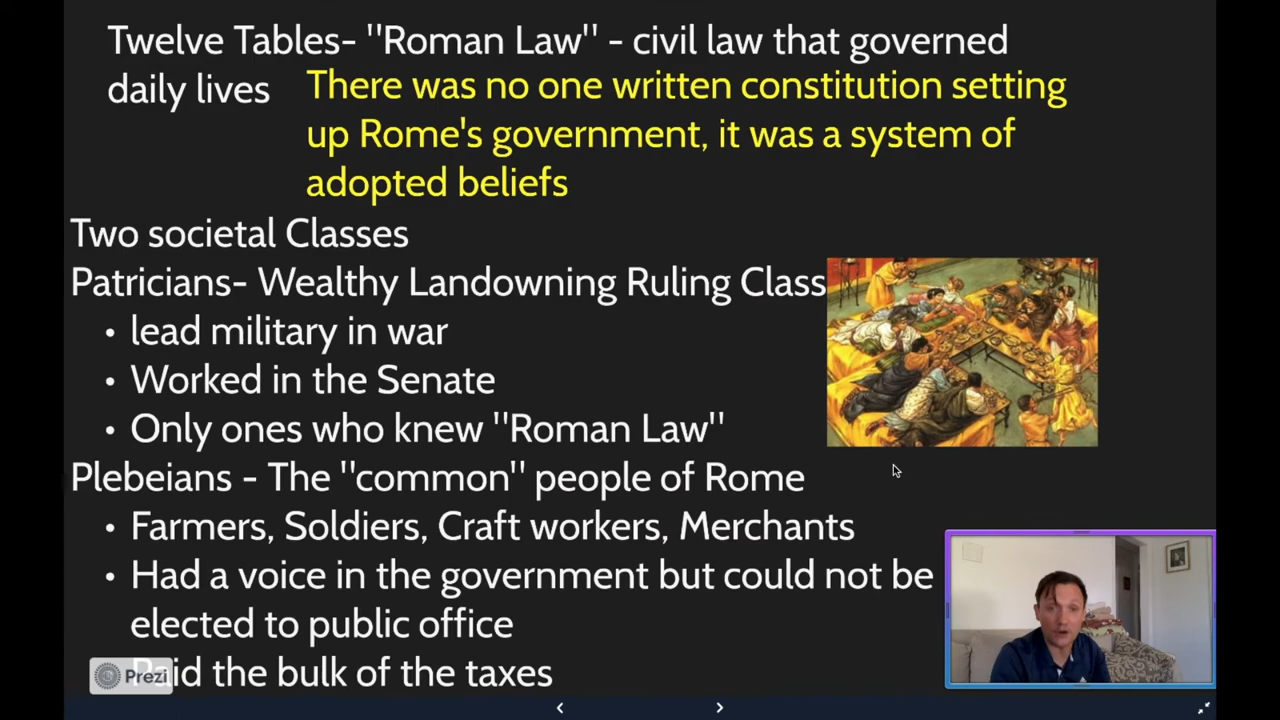 Twelve Tables- "Roman Law" - civil law that governed
daily lives
There was no one written constitution setting
up Rome's government, it was a system of
adopted beliefs
Two societal Classes
Patricians- Wealthy Landowning Ruling Class
• lead military in war
• Worked in the Senate
• Only ones who knew "Roman Law"
Plebeians - The "common" people of Rome
• Farmers, Soldiers, Craft workers, Merchants
• Had a voice in the government but could not be
elected to public office
Paid the bulk of the taxes
Prezi